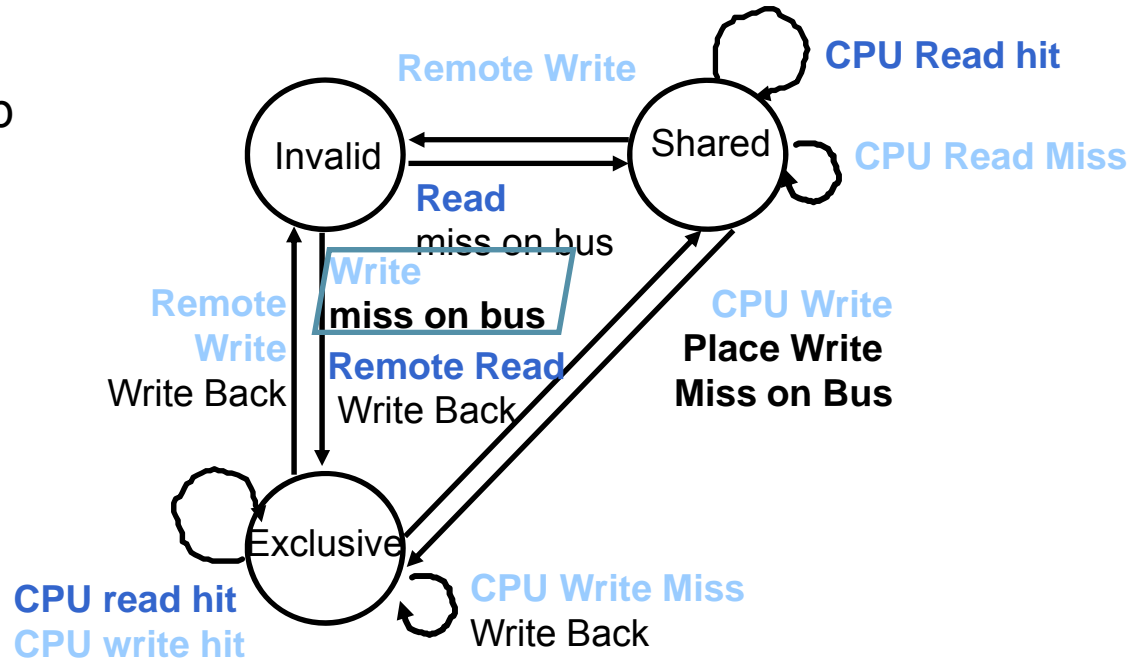 Remote Write
CPU Read hit
Invalid
Shared
CPU Read Miss
Read
miss on bus
Write
miss on bus
Remote
Write
Write Back
Remote Read
Write Back
CPU Write
Place Write
Miss on Bus
Exclusive
CPU read hit
CPU write hit
CPU Write Miss
Write Back